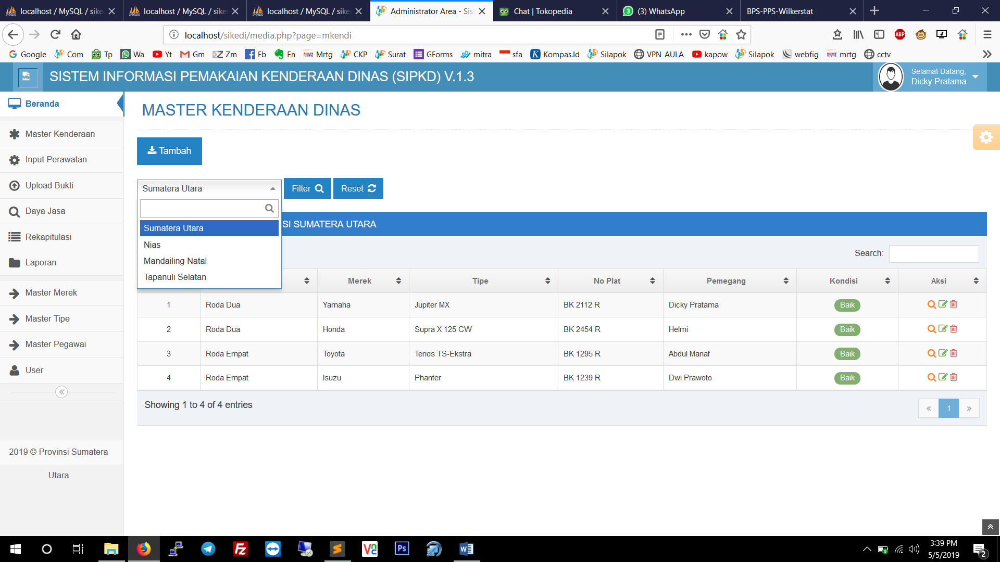 localhost / MySQL / sike
localhost / MySQL / sike
localhost / MySQL / sike
Administrator Area - Sis
Chat | Tokopedia
(3) WhatsApp
BPS-PPS-Wilkerstat
localhost/sikedi/media.php?page=mkendi
Google Com Tp Wa Yt Gm Zm Fb En Mrtg CKP Surat GForms mitra sfa Kompas.Id Silapok VPN_AULA kapow Silapok webfig mrtg cctv
SISTEM INFORMASI PEMAKAIAN KENDERAAN DINAS (SIPKD) V.1.3
Selamat Datang,
Dicky Pratama
Beranda
Master Kenderaan
Input Perawatan
Upload Bukti
Daya Jasa
Rekapitulasi
Laporan
Master Merek
Master Tipe
Master Pegawai
User
2019 © Provinsi Sumatera
Utara
MASTER KENDERAAN DINAS
Tambah
Sumatera Utara
Filter
Reset
Sumatera Utara
Nias
Mandailing Natal
Tapanuli Selatan
SI SUMATERA UTARA
Search:
Merek Tipe No Plat Pemegang Kondisi Aksi
1 Roda Dua Yamaha Jupiter MX BK 2112 R Dicky Pratama Baik
2 Roda Dua Honda Supra X 125 CW BK 2454 R Helmi Baik
3 Roda Empat Toyota Terios TS-Ekstra BK 1295 R Abdul Manaf Baik
4 Roda Empat Isuzu Phanter BK 1239 R Dwi Prawoto Baik
Showing 1 to 4 of 4 entries
« 1 »
3:39 PM
5/5/2019
2